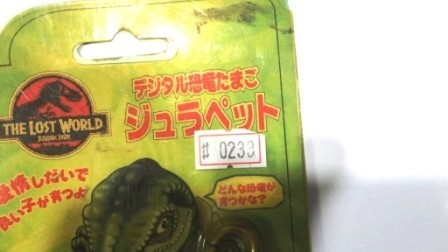 デジタル恐竜たまご
ジュラペット
THE LOST WORLD
JURASSIC PARK
# 0233
愛情しだいで
良い子が育つよ
どんな恐竜が
育つかな?